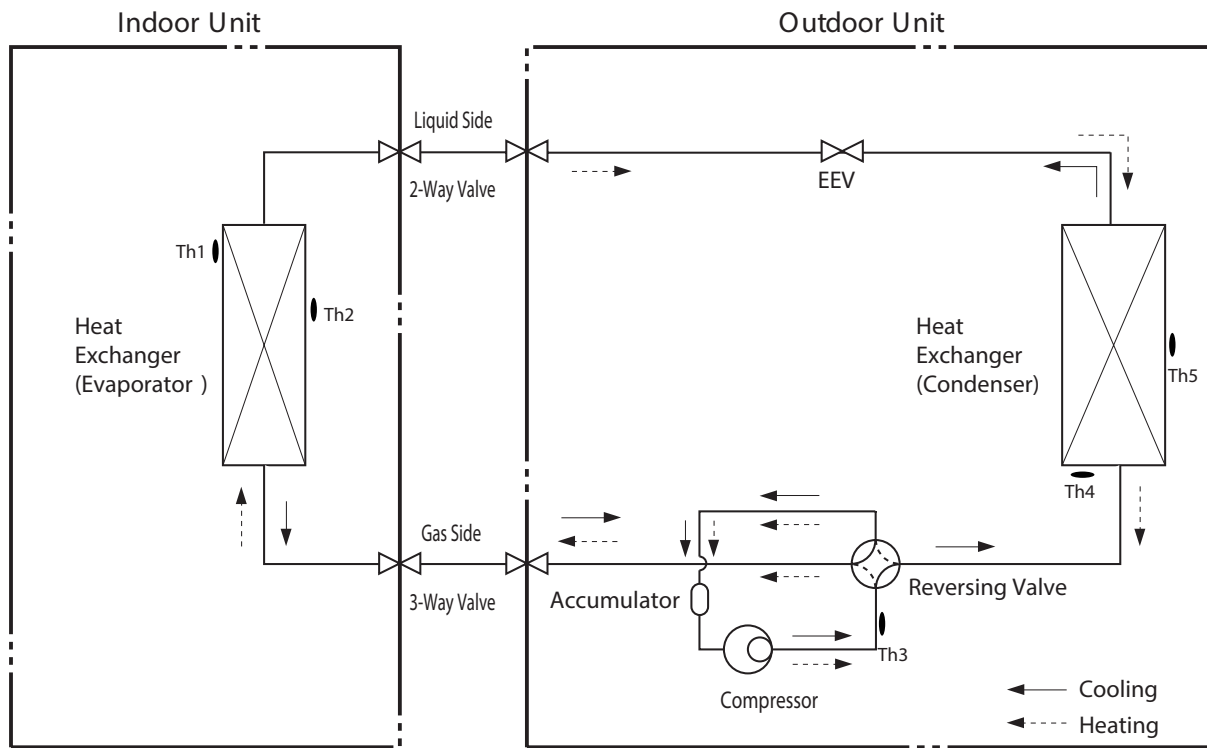 Indoor Unit
Outdoor Unit
Liquid Side
2-Way Valve
EEV
Th1
Th2
Heat
Exchanger
(Evaporator )
Heat
Exchanger
(Condenser)
Th5
Th4
Gas Side
3-Way Valve
Accumulator
Reversing Valve
Th3
Compressor
Cooling
Heating